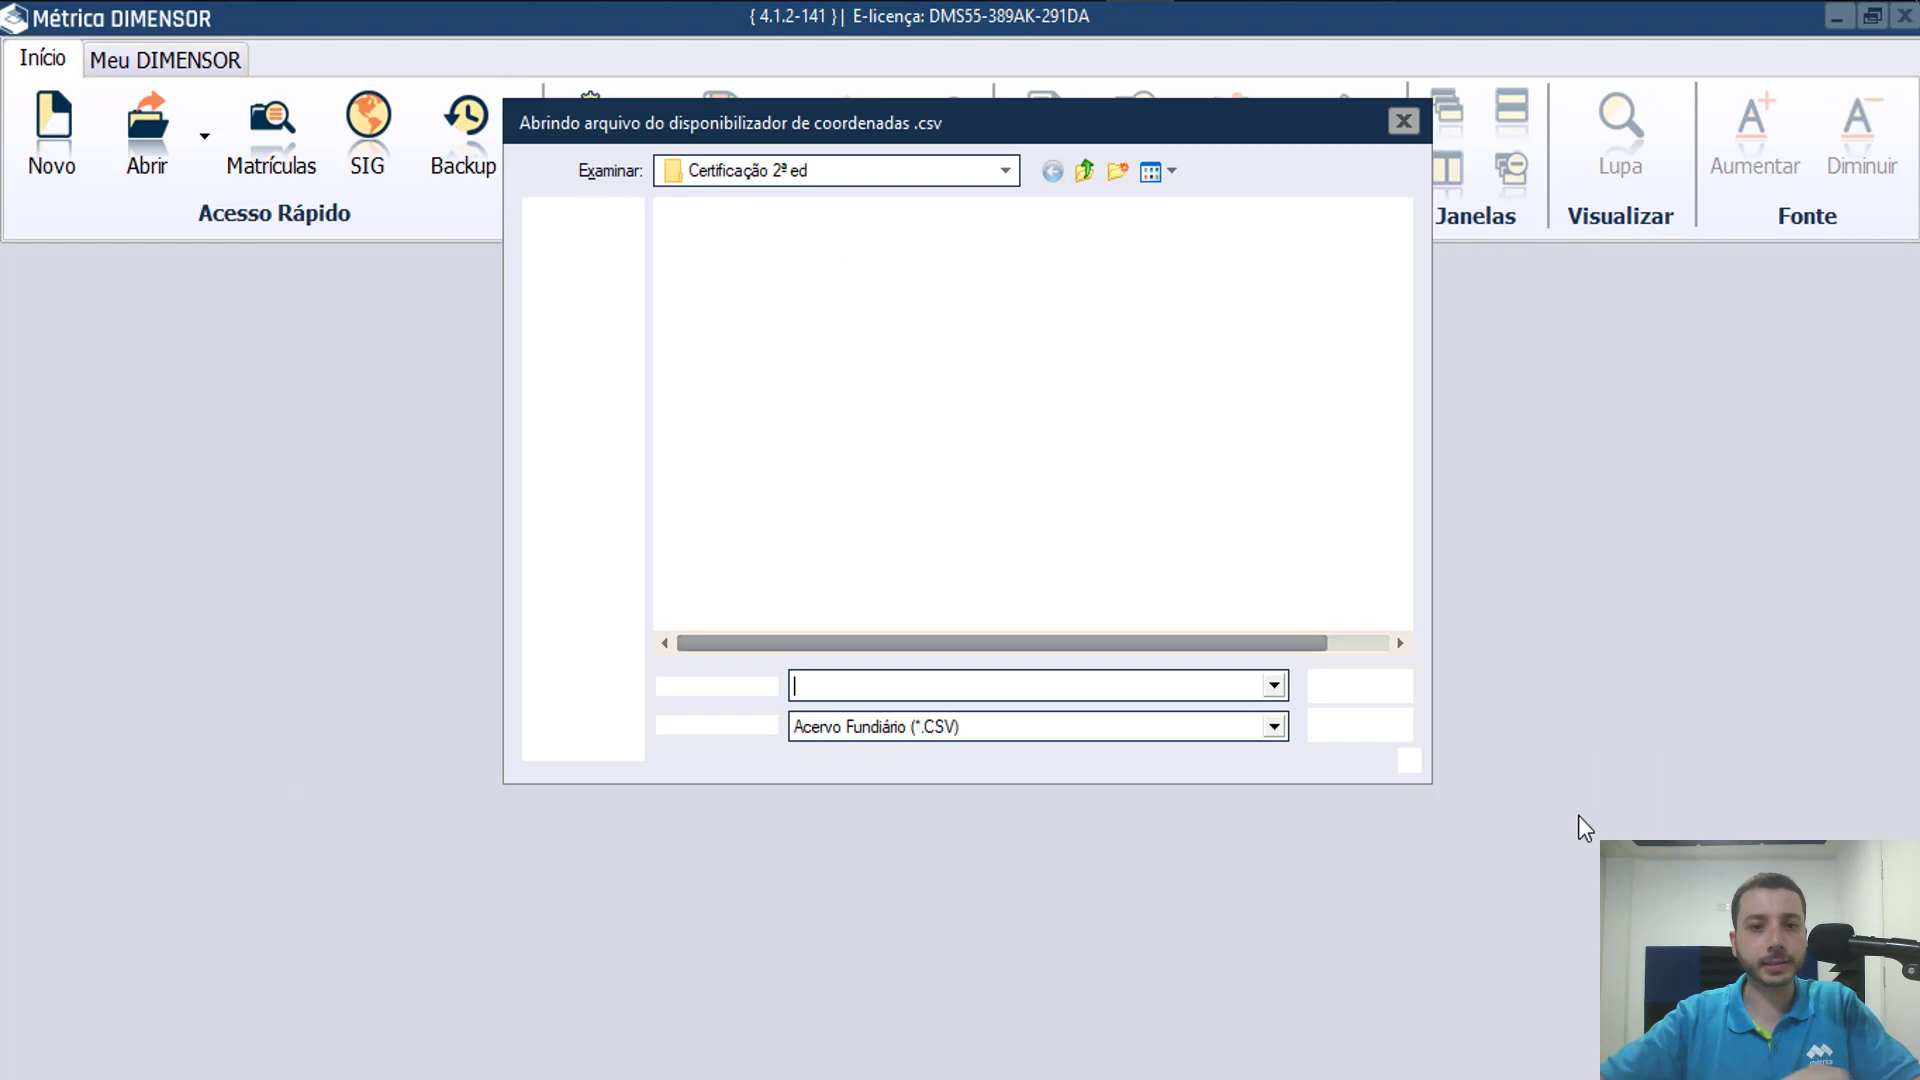 Métrica DIMENSOR
{ 4.1.2-141 } | E-licença: DMS55-389AK-291DA
Início
Meu DIMENSOR
Novo
Abrir
Matrículas
SIG
Backup
Acesso Rápido
Abrindo arquivo do disponibilizador de coordenadas .csv
Examinar:
Certificação 2ª ed
Acervo Fundiário (*.CSV)
Janelas
Lupa
Visualizar
Aumentar
Diminuir
Fonte